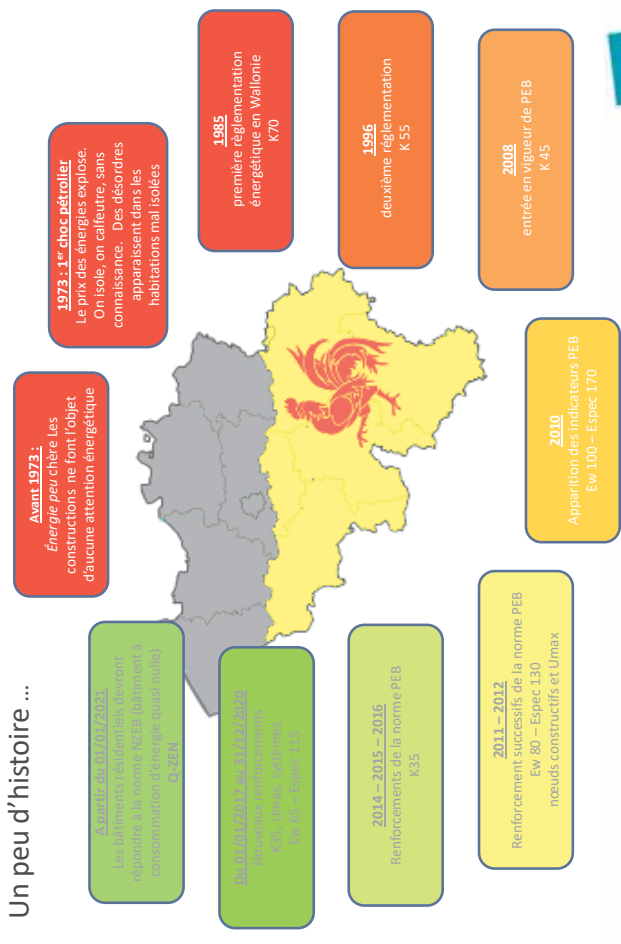 Un peu d’histoire …
Avant 1973 :
Énergie peu chère Les
constructions ne font l’objet
d’aucune attention énergétique
1973 : 1er choc pétrolier
Le prix des énergies explose.
On isole, on calfeutre, sans
connaissance. Des désordres
apparaissent dans les
habitations mal isolées
1985
première réglementation
énergétique en Wallonie
K70
1996
deuxième réglementation
K 55
2008
entrée en vigueur de PEB
K 45
2010
Apparition des indicateurs PEB
Ew 100 – Espec 170
2011 – 2012
Renforcement successifs de la norme PEB
Ew 80 – Espec 130
nœuds constructifs et Umax
2014 – 2015 – 2016
Renforcements de la norme PEB
K35
Du 01/01/2017 au 31/12/2020
Nouveaux renforcements
K35, Umax, systèmes
Ew 65 – Espec 115
A partir du 01/01/2021
Les bâtiments résidentiels devront
répondre à la norme NZEB (bâtiment à
consommation d’énergie quasi nulle)
Q-ZEN